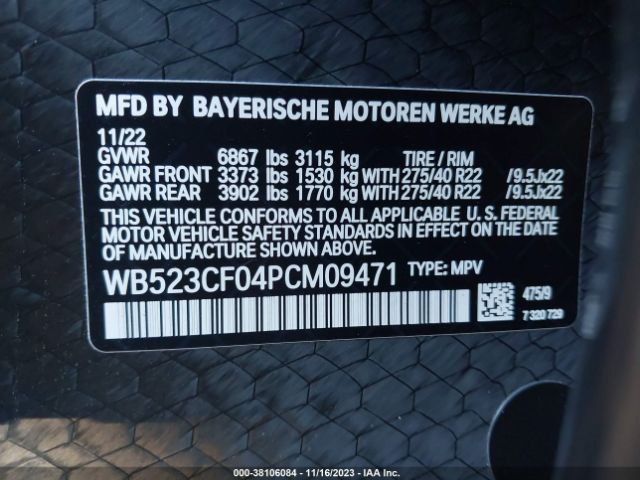 MFD BY BAYERISCHE MOTOREN WERKE AG
11/22
GVWR 6867 lbs 3115 kg TIRE / RIM
GAWR FRONT 3373 lbs 1530 kg WITH 275/40 R22 /9.5Jx22
GAWR REAR 3902 lbs 1770 kg WITH 275/40 R22 /9.5Jx22
THIS VEHICLE CONFORMS TO ALL APPLICABLE U. S. FEDERAL
MOTOR VEHICLE SAFETY STANDARDS IN EFFECT ON THE
DATE OF MANUFACTURE SHOWN ABOVE.
WB523CF04PCM09471 TYPE: MPV
475/9
7 320 729
000-38106084 - 11/16/2023 - IAA Inc.